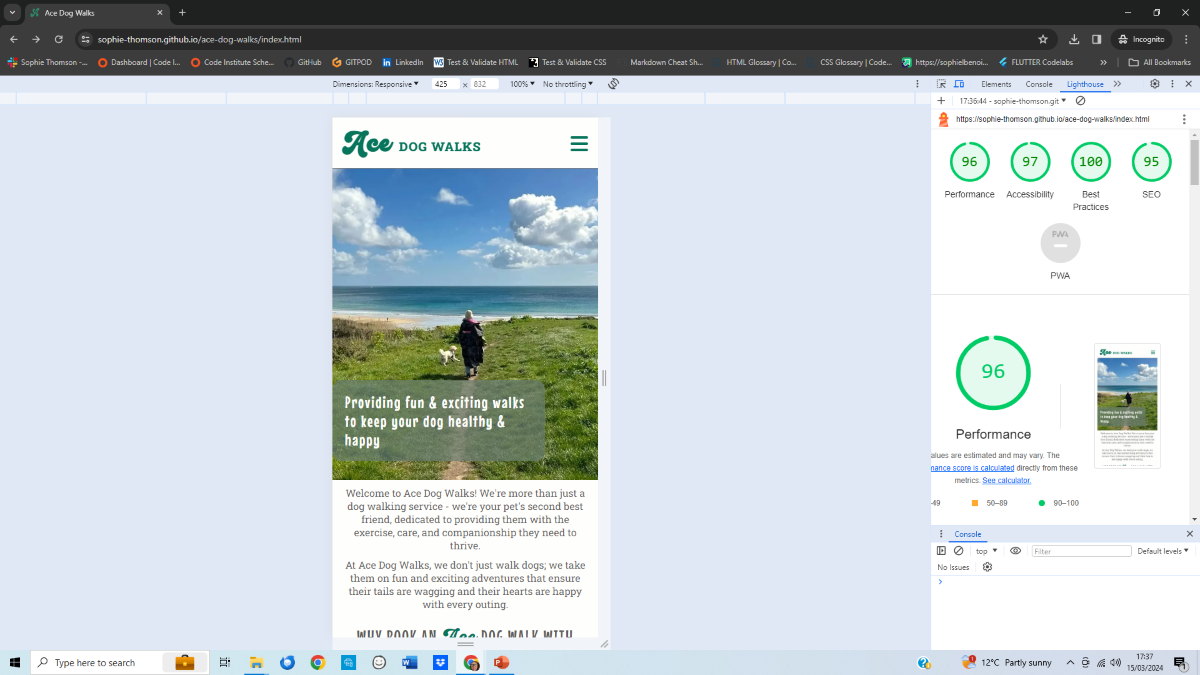 Ace Dog Walks
sophie-thomson.github.io/ace-dog-walks/index.html
Incognito
Sophie Thomson -...
Dashboard | Code I...
Code Institute Sche...
GitHub
GITPOD
LinkedIn
Test & Validate HTML
Test & Validate CSS
Markdown Cheat Sh...
HTML Glossary | Co...
CSS Glossary | Code...
https://sophielbenoi...
FLUTTER Codelabs
All Bookmarks
Dimensions: Responsive
425 x 832
100%
No throttling
Elements
Console
Lighthouse
17:36:44 - sophie-thomson.git
https://sophie-thomson.github.io/ace-dog-walks/index.html
Ace DOG WALKS
Providing fun & exciting walks
to keep your dog healthy &
happy
Welcome to Ace Dog Walks! We're more than just a
dog walking service - we're your pet's second best
friend, dedicated to providing them with the
exercise, care, and companionship they need to
thrive.
At Ace Dog Walks, we don't just walk dogs; we take
them on fun and exciting adventures that ensure
their tails are wagging and their hearts are happy
with every outing.
WHY BOOK AN Ace DOG WALK WITH
96
Performance
97
Accessibility
100
Best
Practices
95
SEO
PWA
PWA
96
Performance
alues are estimated and may vary. The
mance score is calculated directly from these
metrics. See calculator.
-49
50–89
90–100
Console
top
Filter
Default levels
No Issues
Type here to search
12°C Partly sunny
17:37
15/03/2024